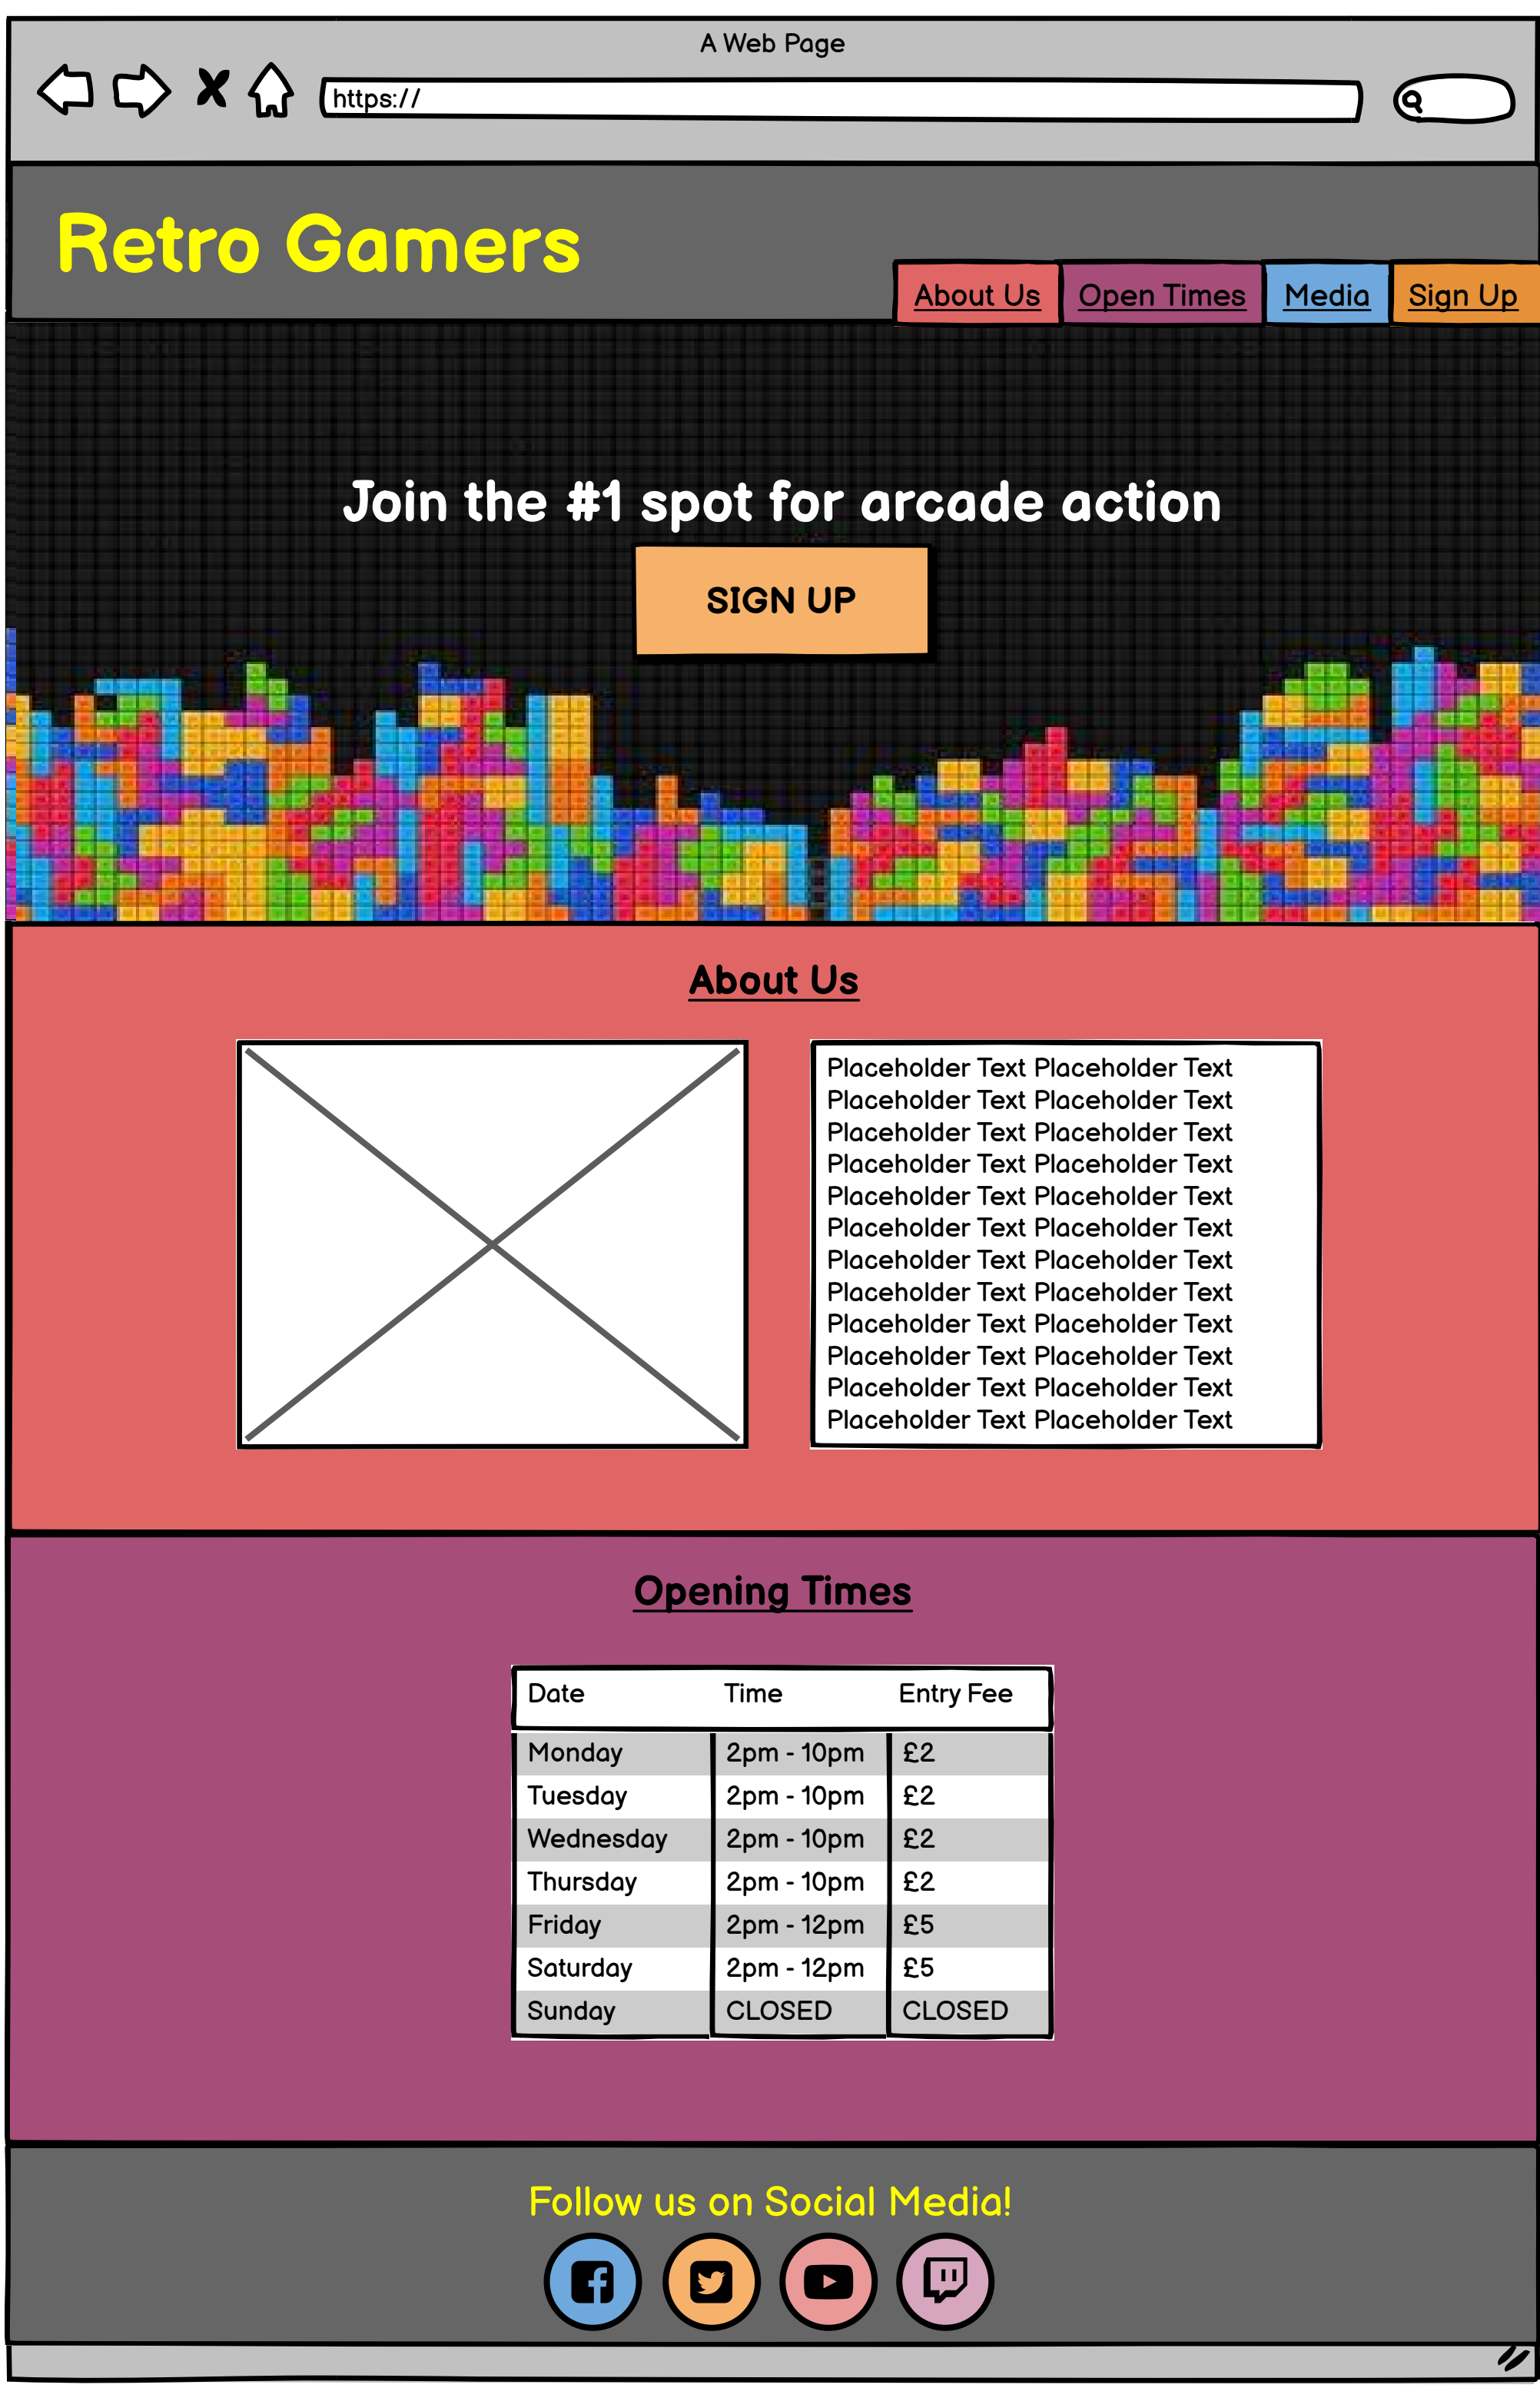 A Web Page
https://
Retro Gamers
About Us
Open Times
Media
Sign Up
Join the #1 spot for arcade action
SIGN UP
About Us
Placeholder Text Placeholder Text
Placeholder Text Placeholder Text
Placeholder Text Placeholder Text
Placeholder Text Placeholder Text
Placeholder Text Placeholder Text
Placeholder Text Placeholder Text
Placeholder Text Placeholder Text
Placeholder Text Placeholder Text
Placeholder Text Placeholder Text
Placeholder Text Placeholder Text
Placeholder Text Placeholder Text
Placeholder Text Placeholder Text
Opening Times
Date Time Entry Fee
Monday 2pm - 10pm £2
Tuesday 2pm - 10pm £2
Wednesday 2pm - 10pm £2
Thursday 2pm - 10pm £2
Friday 2pm - 12pm £5
Saturday 2pm - 12pm £5
Sunday CLOSED CLOSED
Follow us on Social Media!